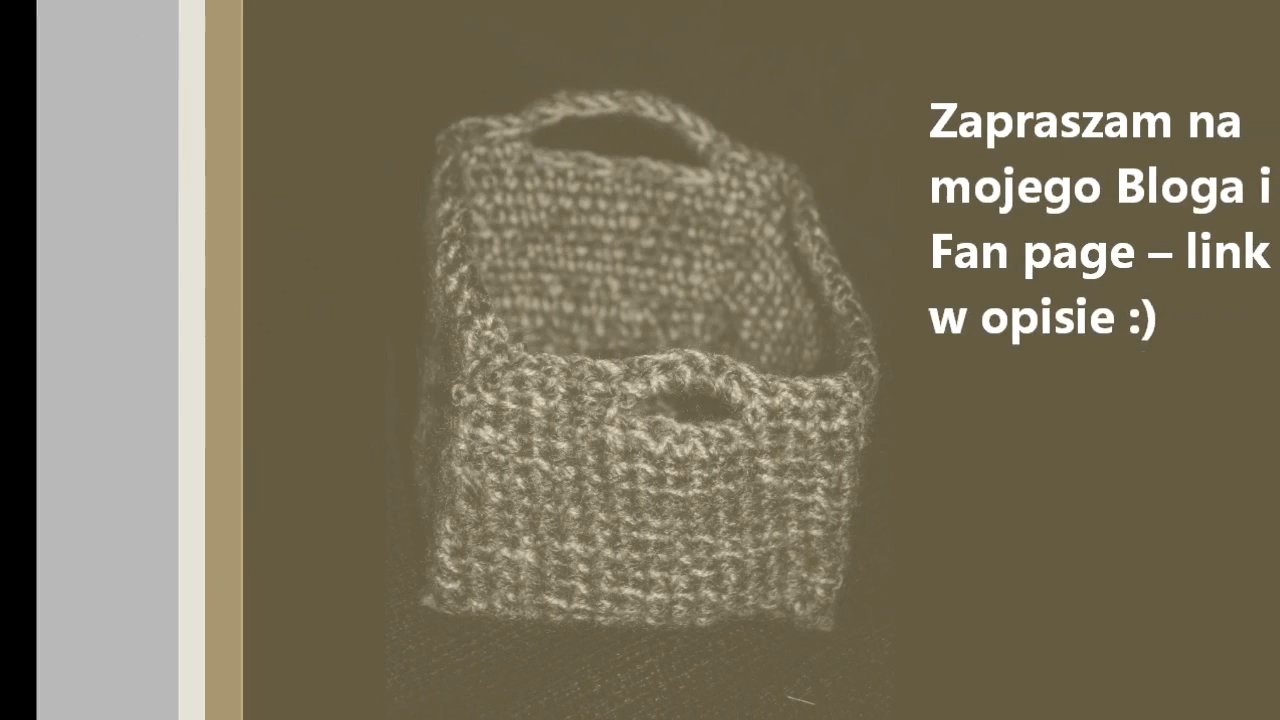 Zapraszam na
mojego Bloga i
Fan page – link
w opisie :)